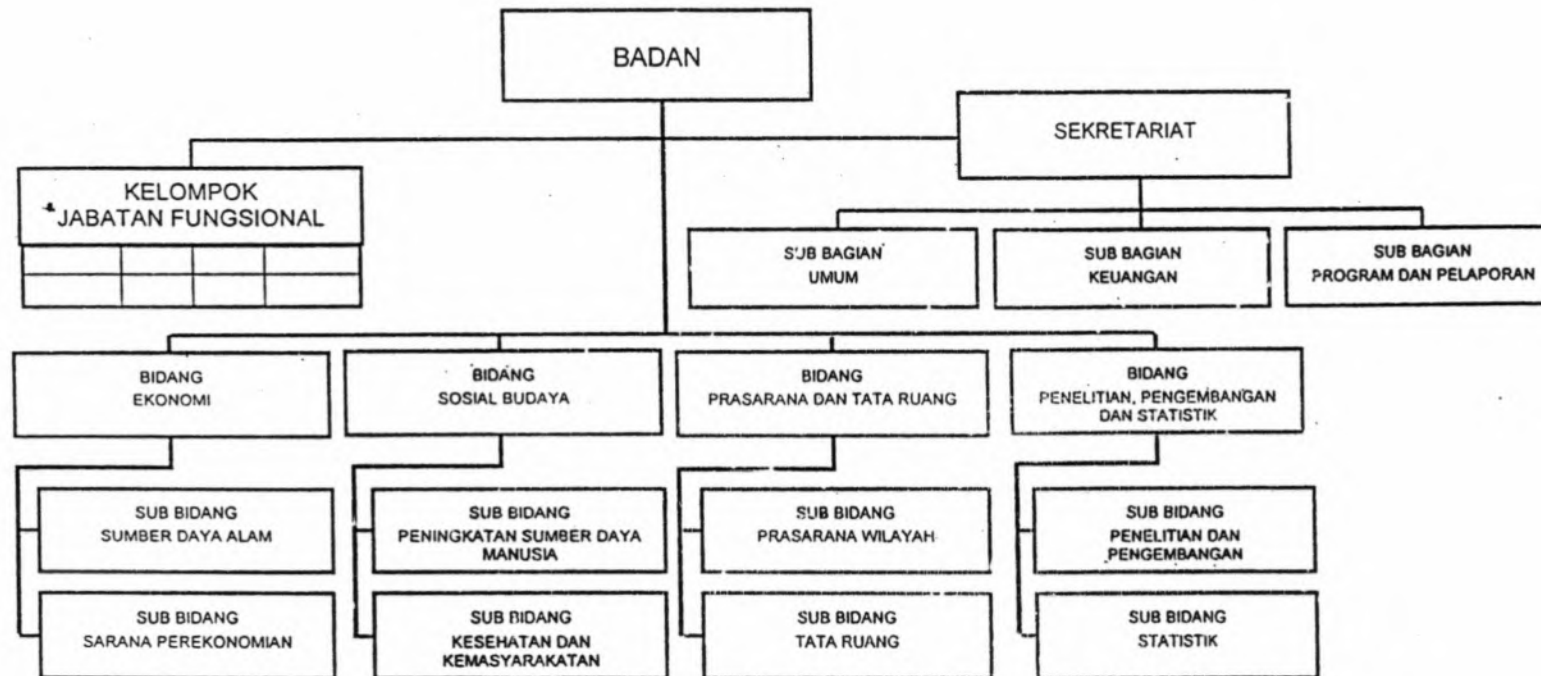 BADAN
SEKRETARIAT
KELOMPOK
JABATAN FUNGSIONAL
SUB BAGIAN
UMUM
SUB BAGIAN
KEUANGAN
SUB BAGIAN
PROGRAM DAN PELAPORAN
BIDANG
EKONOMI
BIDANG
SOSIAL BUDAYA
BIDANG
PRASARANA DAN TATA RUANG
BIDANG
PENELITIAN, PENGEMBANGAN
DAN STATISTIK
SUB BIDANG
SUMBER DAYA ALAM
SUB BIDANG
PENINGKATAN SUMBER DAYA
MANUSIA
SUB BIDANG
PRASARANA WILAYAH
SUB BIDANG
PENELITIAN DAN
PENGEMBANGAN
SUB BIDANG
SARANA PEREKONOMIAN
SUB BIDANG
KESEHATAN DAN
KEMASYARAKATAN
SUB BIDANG
TATA RUANG
SUB BIDANG
STATISTIK